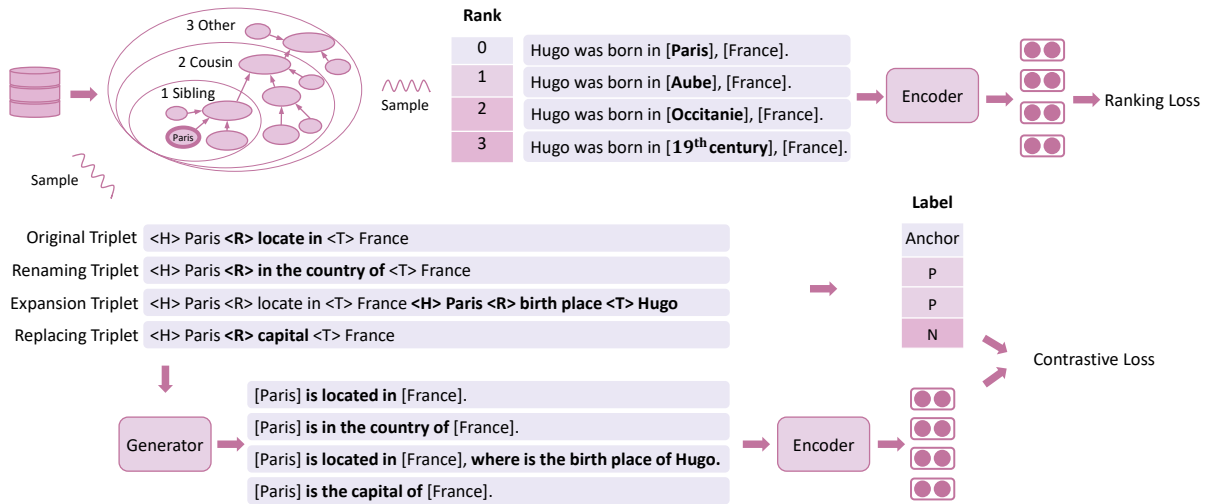 3 Other
2 Cousin
1 Sibling
Paris
Sample
Sample
Rank
0 Hugo was born in [Paris], [France].
1 Hugo was born in [Aube], [France].
2 Hugo was born in [Occitanie], [France].
3 Hugo was born in [19th century], [France].
Encoder
Ranking Loss
Label
Original Triplet <H> Paris <R> locate in <T> France Anchor
Renaming Triplet <H> Paris <R> in the country of <T> France P
Expansion Triplet <H> Paris <R> locate in <T> France <H> Paris <R> birth place <T> Hugo P
Replacing Triplet <H> Paris <R> capital <T> France N
Contrastive Loss
Generator
[Paris] is located in [France].
[Paris] is in the country of [France].
[Paris] is located in [France], where is the birth place of Hugo.
[Paris] is the capital of [France].
Encoder